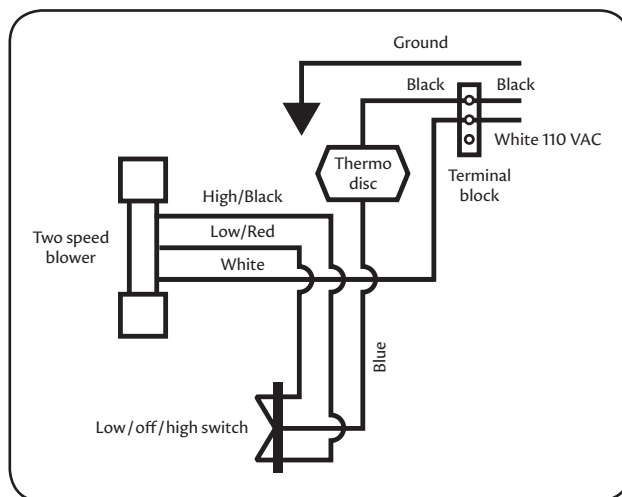 Ground
Black
Black
White 110 VAC
Thermo
disc
Terminal
block
High/Black
Low/Red
Two speed
blower
White
Blue
Low/off/high switch